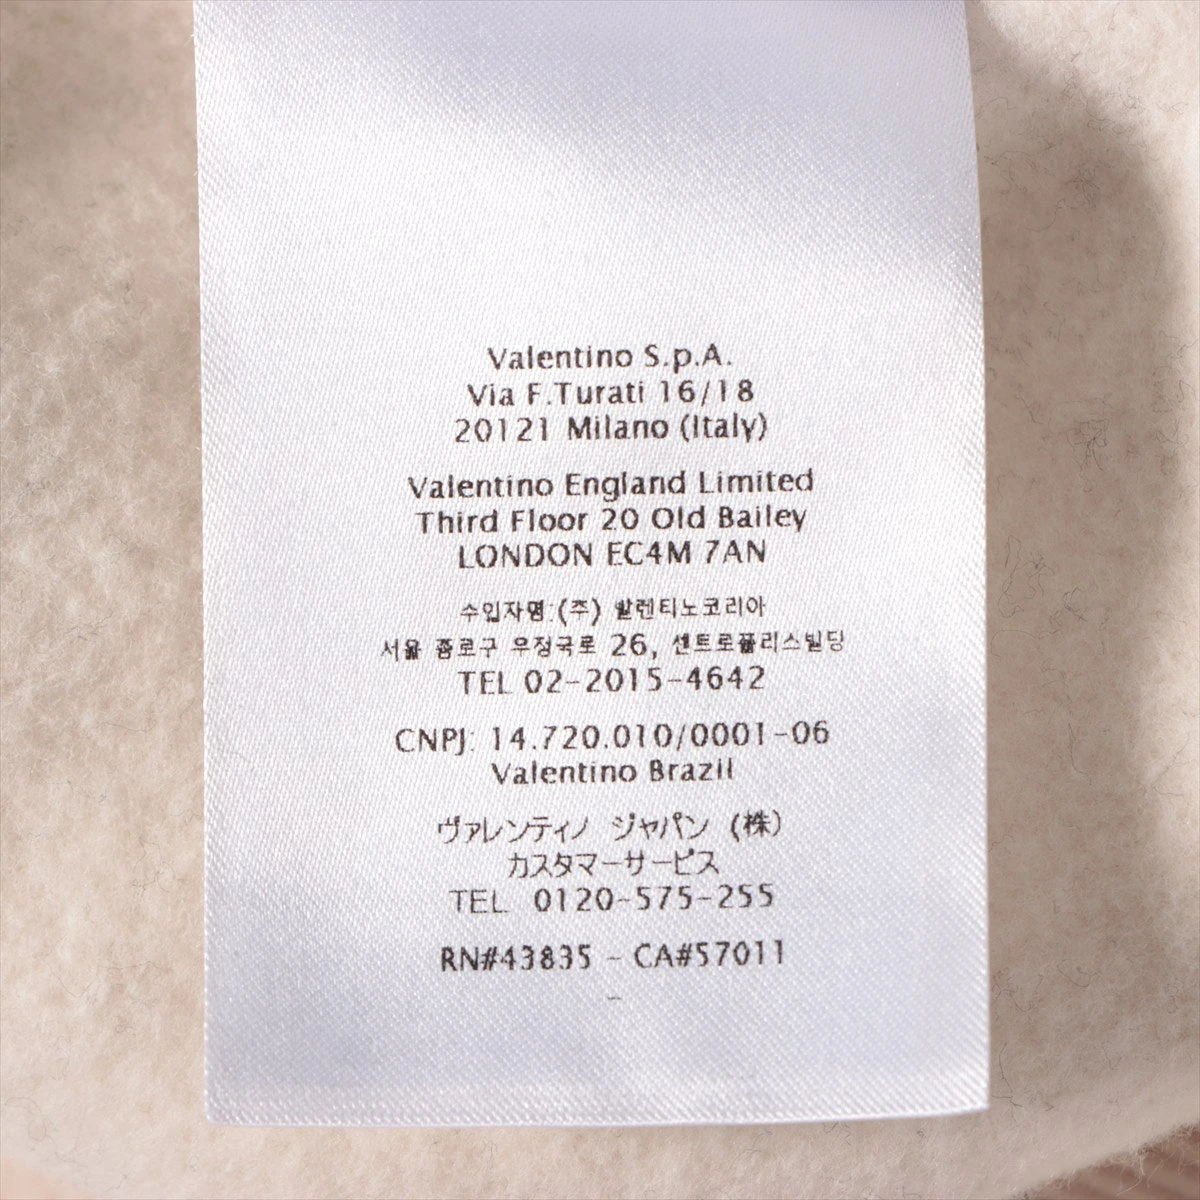 Valentino S.p.A.
Via F.Turati 16/18
20121 Milano (Italy)
Valentino England Limited
Third Floor 20 Old Bailey
LONDON EC4M 7AN
수입자명:(주) 발렌티노코리아
서울 종로구 우정국로 26, 센트로폴리스빌딩
TEL 02-2015-4642
CNPJ: 14.720.010/0001-06
Valentino Brazil
ヴァレンティノ ジャパン (株)
カスタマーサービス
TEL 0120-575-255
RN#43835 - CA#57011
-